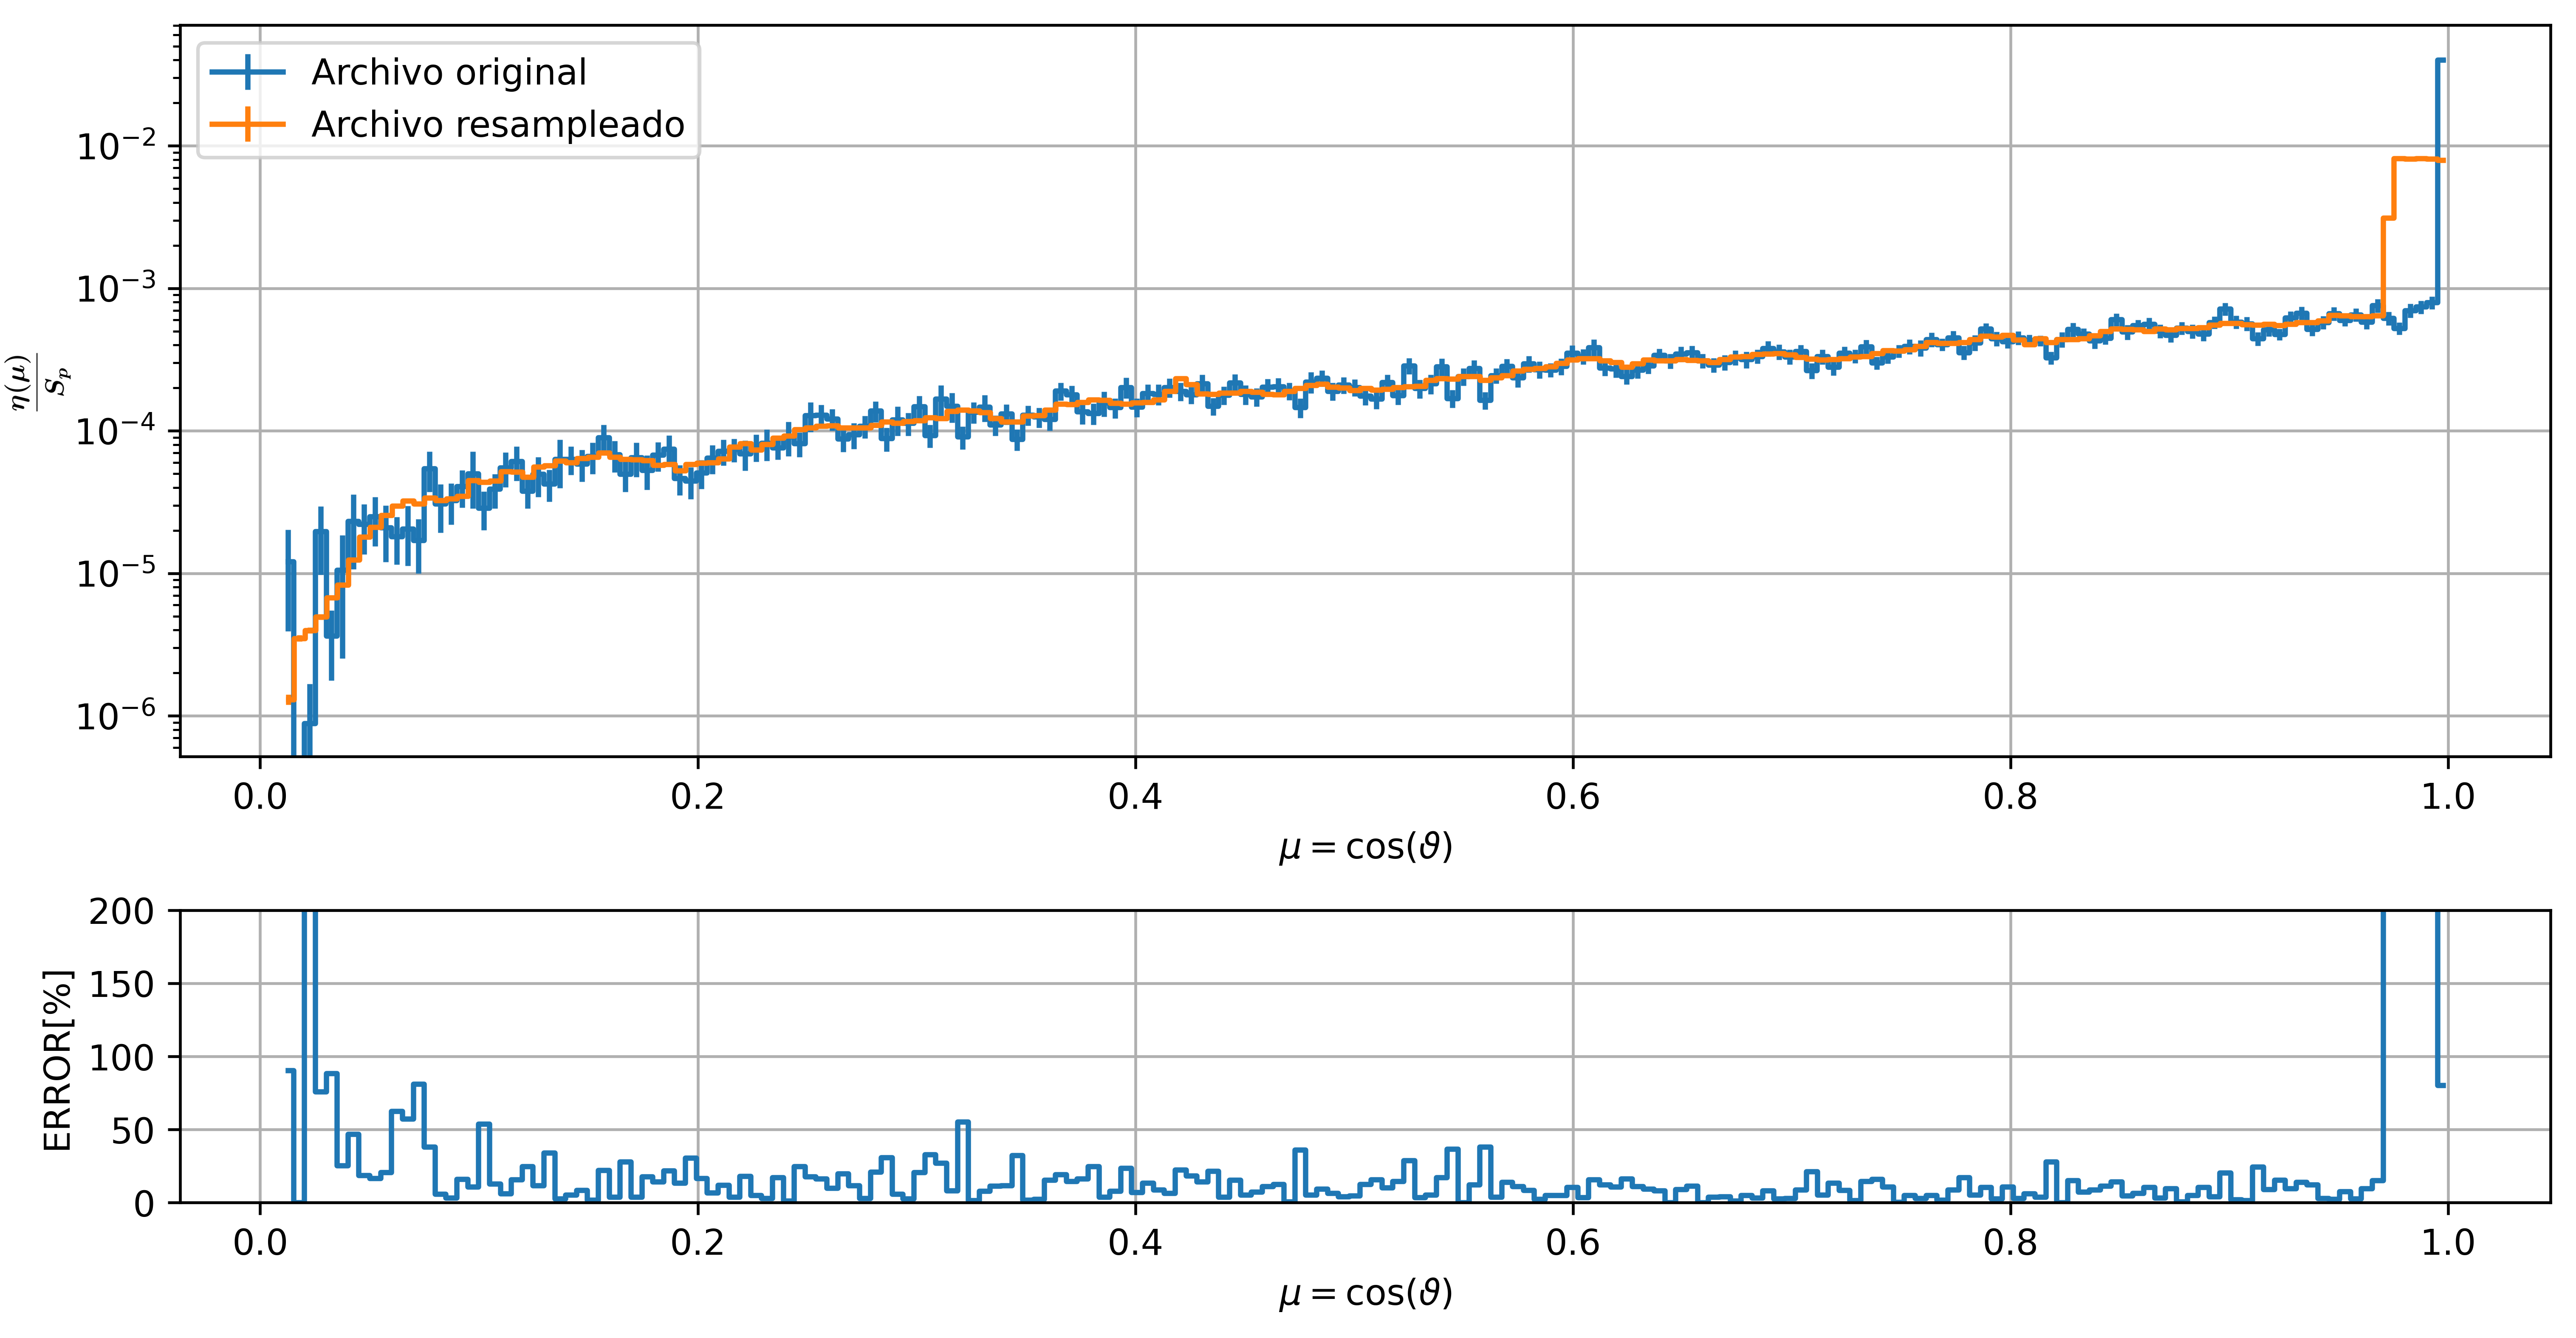 Archivo original
Archivo resampleado
10⁻²
10⁻³
10⁻⁴
10⁻⁵
10⁻⁶
η(μ)
Sₚ
0.0 0.2 0.4 0.6 0.8 1.0
μ = cos(ϑ)
200
150
100
50
0
ERROR[%]
0.0 0.2 0.4 0.6 0.8 1.0
μ = cos(ϑ)